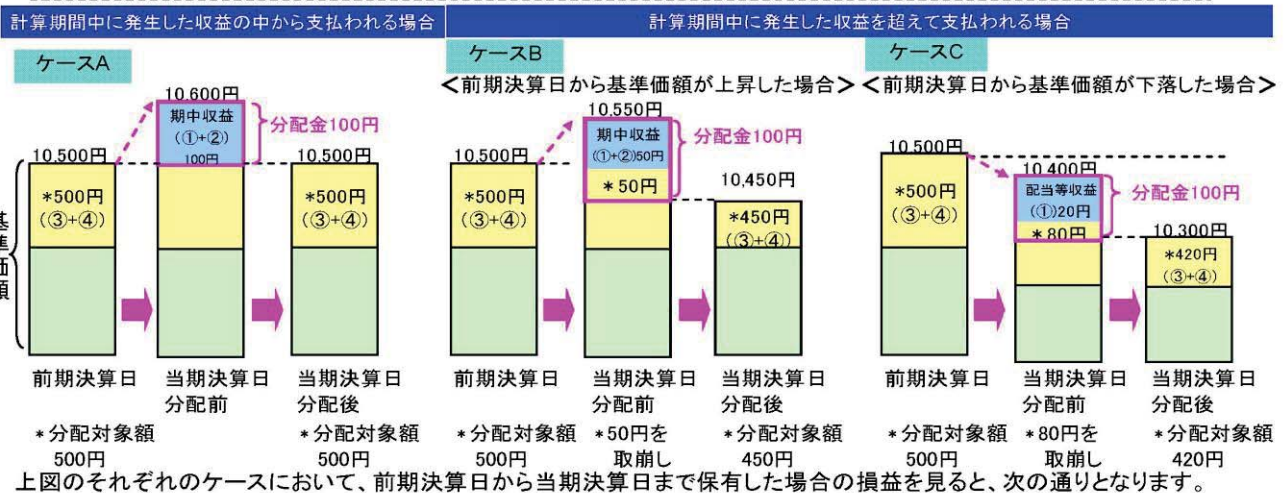 計算期間中に発生した収益の中から支払われる場合
計算期間中に発生した収益を超えて支払われる場合
ケースA
10,600円
期中収益
(①+②)
100円
分配金100円
10,500円
10,500円
*500円
(③+④)
*500円
(③+④)
基準価額
前期決算日
当期決算日
分配前
当期決算日
分配後
*分配対象額
500円
*分配対象額
500円
ケースB
<前期決算日から基準価額が上昇した場合>
10,550円
期中収益
(①+②)50円
*50円
分配金100円
10,500円
*500円
(③+④)
10,450円
*450円
(③+④)
前期決算日
当期決算日
分配前
当期決算日
分配後
*分配対象額
500円
*50円を
取崩し
*分配対象額
450円
ケースC
<前期決算日から基準価額が下落した場合>
10,500円
*500円
(③+④)
10,400円
配当等収益
(①)20円
*80円
分配金100円
10,300円
*420円
(③+④)
前期決算日
当期決算日
分配前
当期決算日
分配後
*分配対象額
500円
*80円を
取崩し
*分配対象額
420円
上図のそれぞれのケースにおいて、前期決算日から当期決算日まで保有した場合の損益を見ると、次の通りとなります。